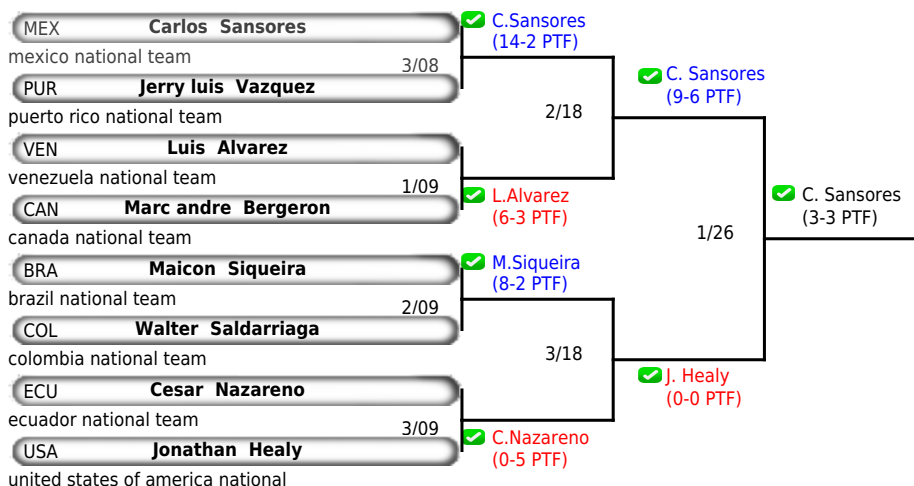 MEX Carlos Sansores
mexico national team
3/08
PUR Jerry luis Vazquez
puerto rico national team
VEN Luis Alvarez
venezuela national team
1/09
CAN Marc andre Bergeron
canada national team
BRA Maicon Siqueira
brazil national team
2/09
COL Walter Saldarriaga
colombia national team
ECU Cesar Nazareno
ecuador national team
3/09
USA Jonathan Healy
united states of america national
C.Sansores
(14-2 PTF)
2/18
L.Alvarez
(6-3 PTF)
M.Siqueira
(8-2 PTF)
3/18
C.Nazareno
(0-5 PTF)
C. Sansores
(9-6 PTF)
1/26
J. Healy
(0-0 PTF)
C. Sansores
(3-3 PTF)